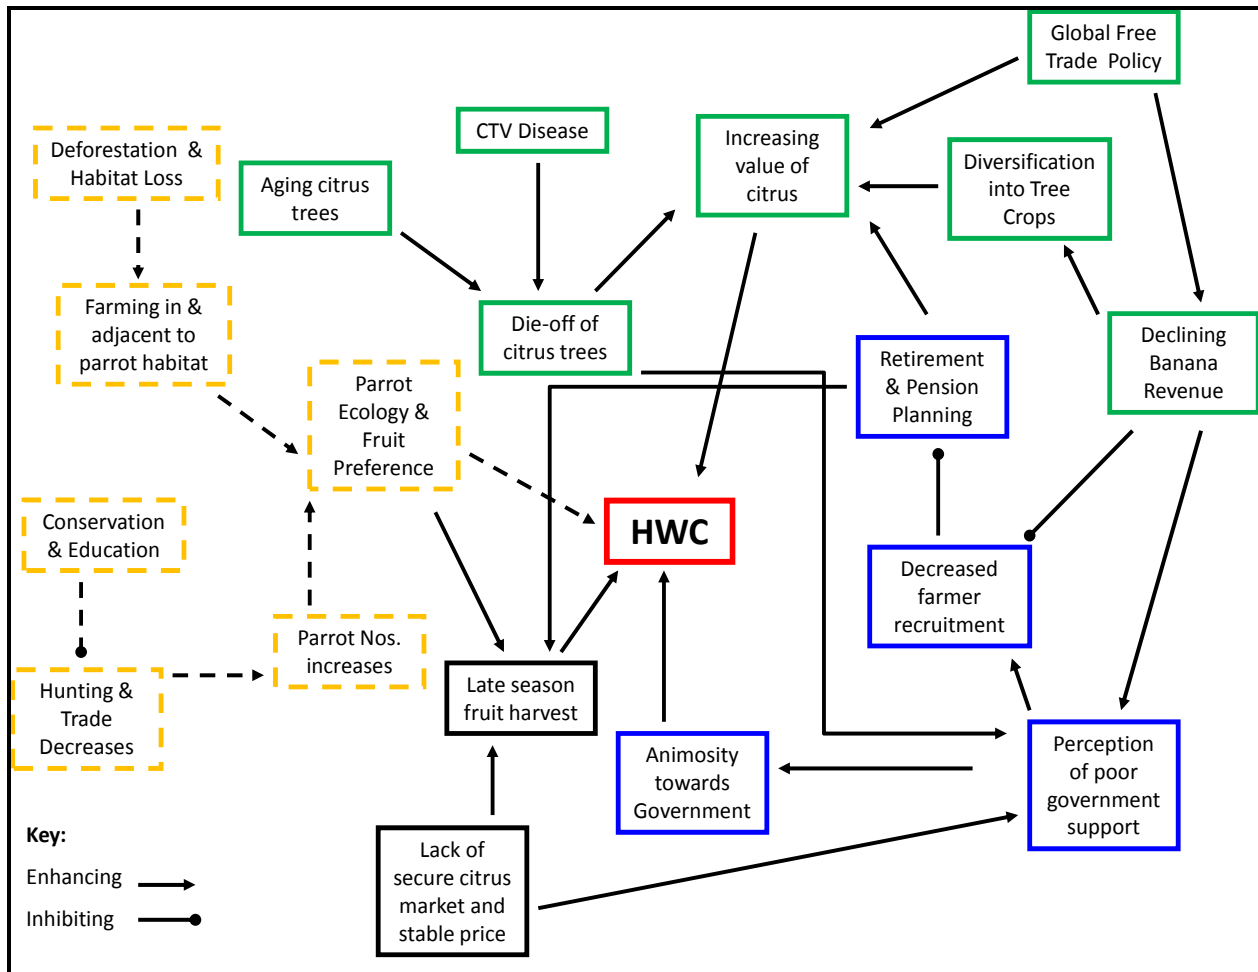 Global Free
Trade  Policy
CTV Disease
Increasing
value of
citrus
Deforestation  &
Habitat Loss
Diversification
into Tree
Crops
Aging citrus
trees
Farming in &
adjacent to
parrot habitat
Die-off of
citrus trees
Retirement
& Pension
Planning
Declining
Banana
Revenue
Parrot
Ecology &
Fruit
Preference
Conservation
& Education
HWC
Decreased
farmer
recruitment
Parrot Nos.
increases
Hunting &
Trade
Decreases
Late season
fruit harvest
Animosity
towards
Government
Perception
of poor
government
support
Key:
Enhancing
Inhibiting
Lack of
secure citrus
market and
stable price